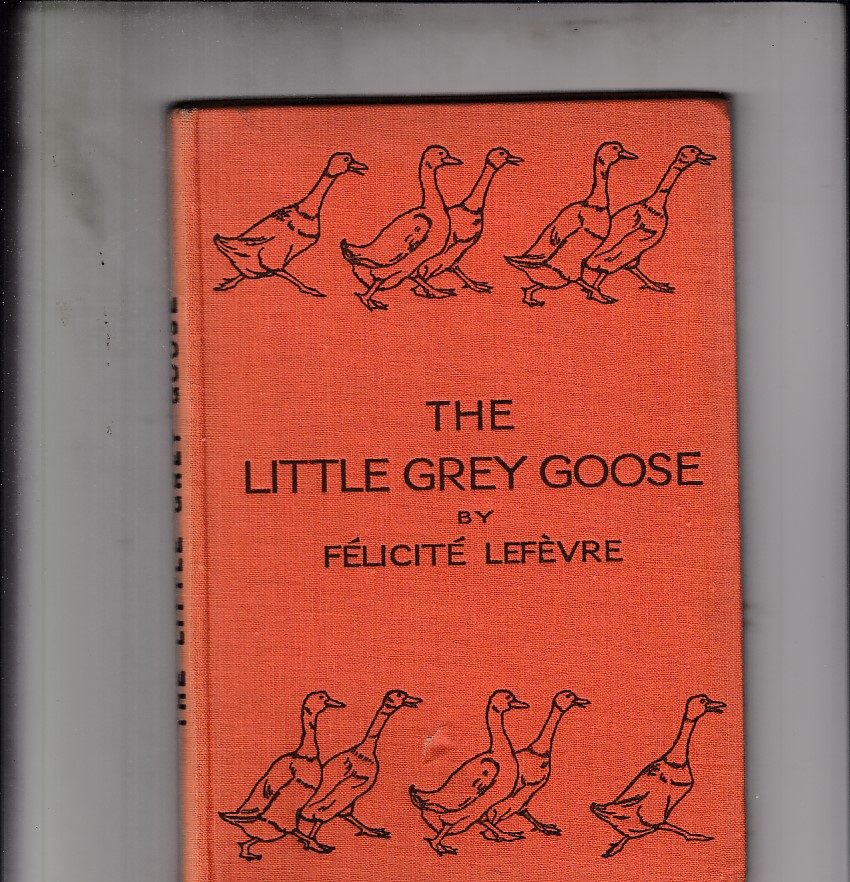 THE
LITTLE GREY GOOSE
BY
FÉLICITÉ LEFÈVRE
THE LITTLE GREY GOOSE